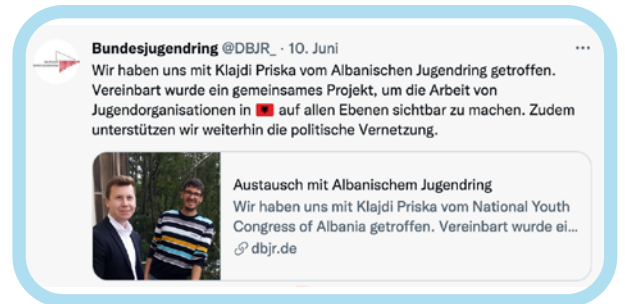 Bundesjugendring @DBJR_ · 10. Juni
Wir haben uns mit Klajdi Priska vom Albanischen Jugendring getroffen.
Vereinbart wurde ein gemeinsames Projekt, um die Arbeit von
Jugendorganisationen in 🇦🇱 auf allen Ebenen sichtbar zu machen. Zudem
unterstützen wir weiterhin die politische Vernetzung.
Austausch mit Albanischem Jugendring
Wir haben uns mit Klajdi Priska vom National Youth
Congress of Albania getroffen. Vereinbart wurde ei...
dbjr.de